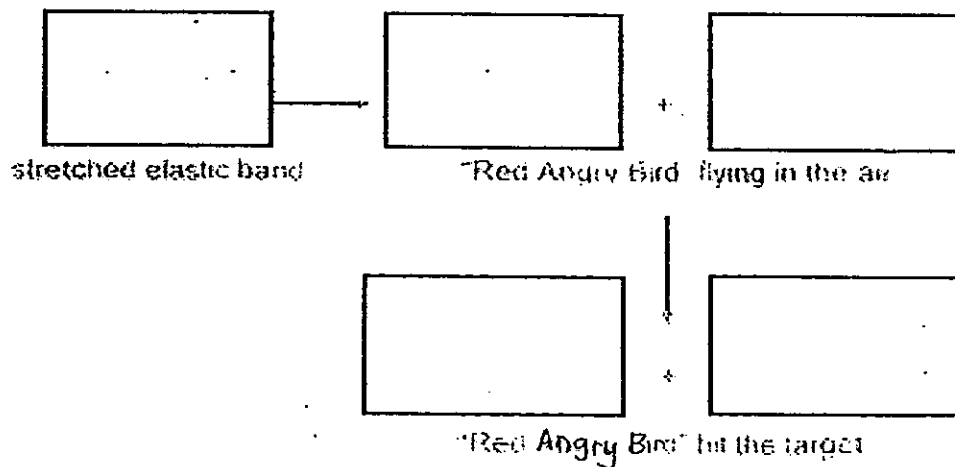 stretched elastic band
+
"Red Angry Bird" flying in the air
+
"Red Angry Bird" hit the target